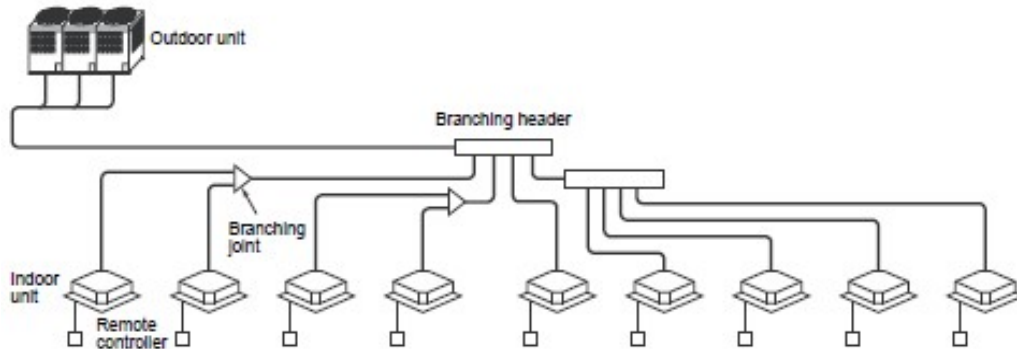 Outdoor unit
Branching header
Branching
joint
Indoor
unit
Remote
controller